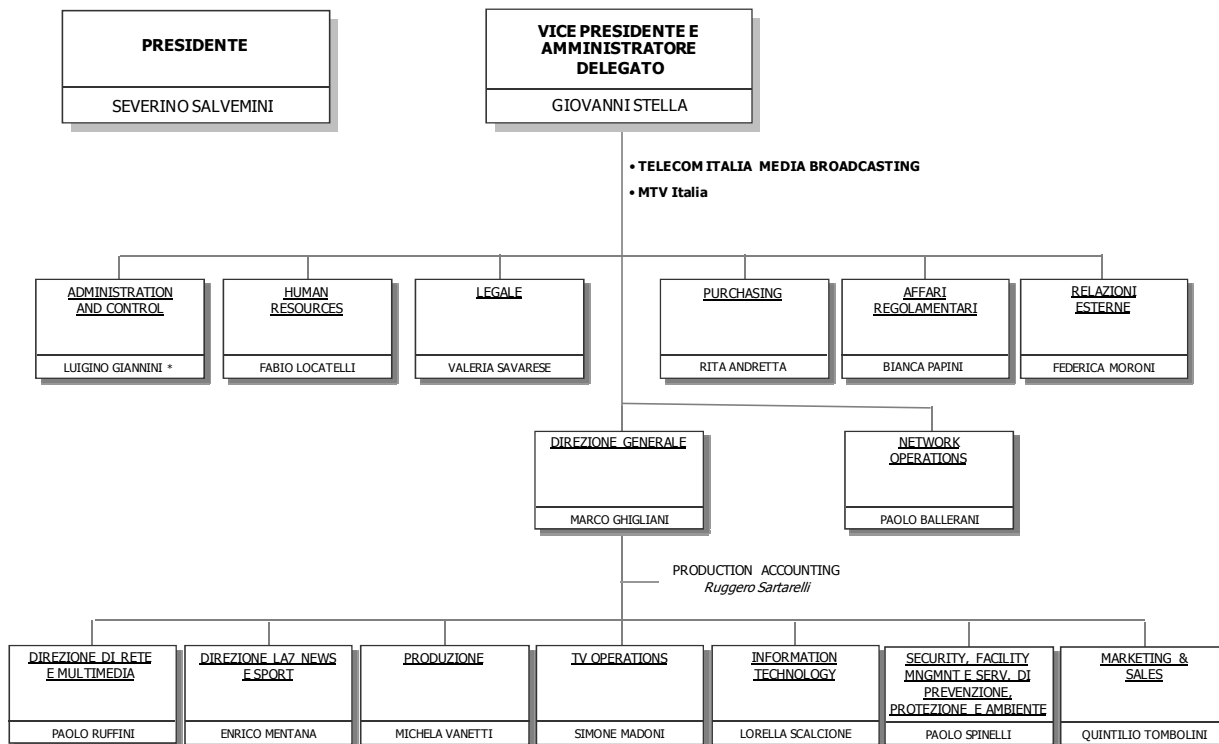 PRESIDENTE
SEVERINO SALVEMINI
VICE PRESIDENTE E
AMMINISTRATORE
DELEGATO
GIOVANNI STELLA
• TELECOM ITALIA MEDIA BROADCASTING
• MTV Italia
ADMINISTRATION
AND CONTROL
LUIGINO GIANNINI *
HUMAN
RESOURCES
FABIO LOCATELLI
LEGALE
VALERIA SAVARESE
PURCHASING
RITA ANDRETTA
AFFARI
REGOLAMENTARI
BIANCA PAPINI
RELAZIONI
ESTERNE
FEDERICA MORONI
DIREZIONE GENERALE
MARCO GHIGLIANI
NETWORK
OPERATIONS
PAOLO BALLERANI
PRODUCTION ACCOUNTING
Ruggero Sartarelli
DIREZIONE DI RETE
E MULTIMEDIA
PAOLO RUFFINI
DIREZIONE LA7 NEWS
E SPORT
ENRICO MENTANA
PRODUZIONE
MICHELA VANETTI
TV OPERATIONS
SIMONE MADONI
INFORMATION
TECHNOLOGY
LORELLA SCALCIONE
SECURITY, FACILITY
MNGMNT E SERV. DI
PREVENZIONE,
PROTEZIONE E AMBIENTE
PAOLO SPINELLI
MARKETING &
SALES
QUINTILIO TOMBOLINI